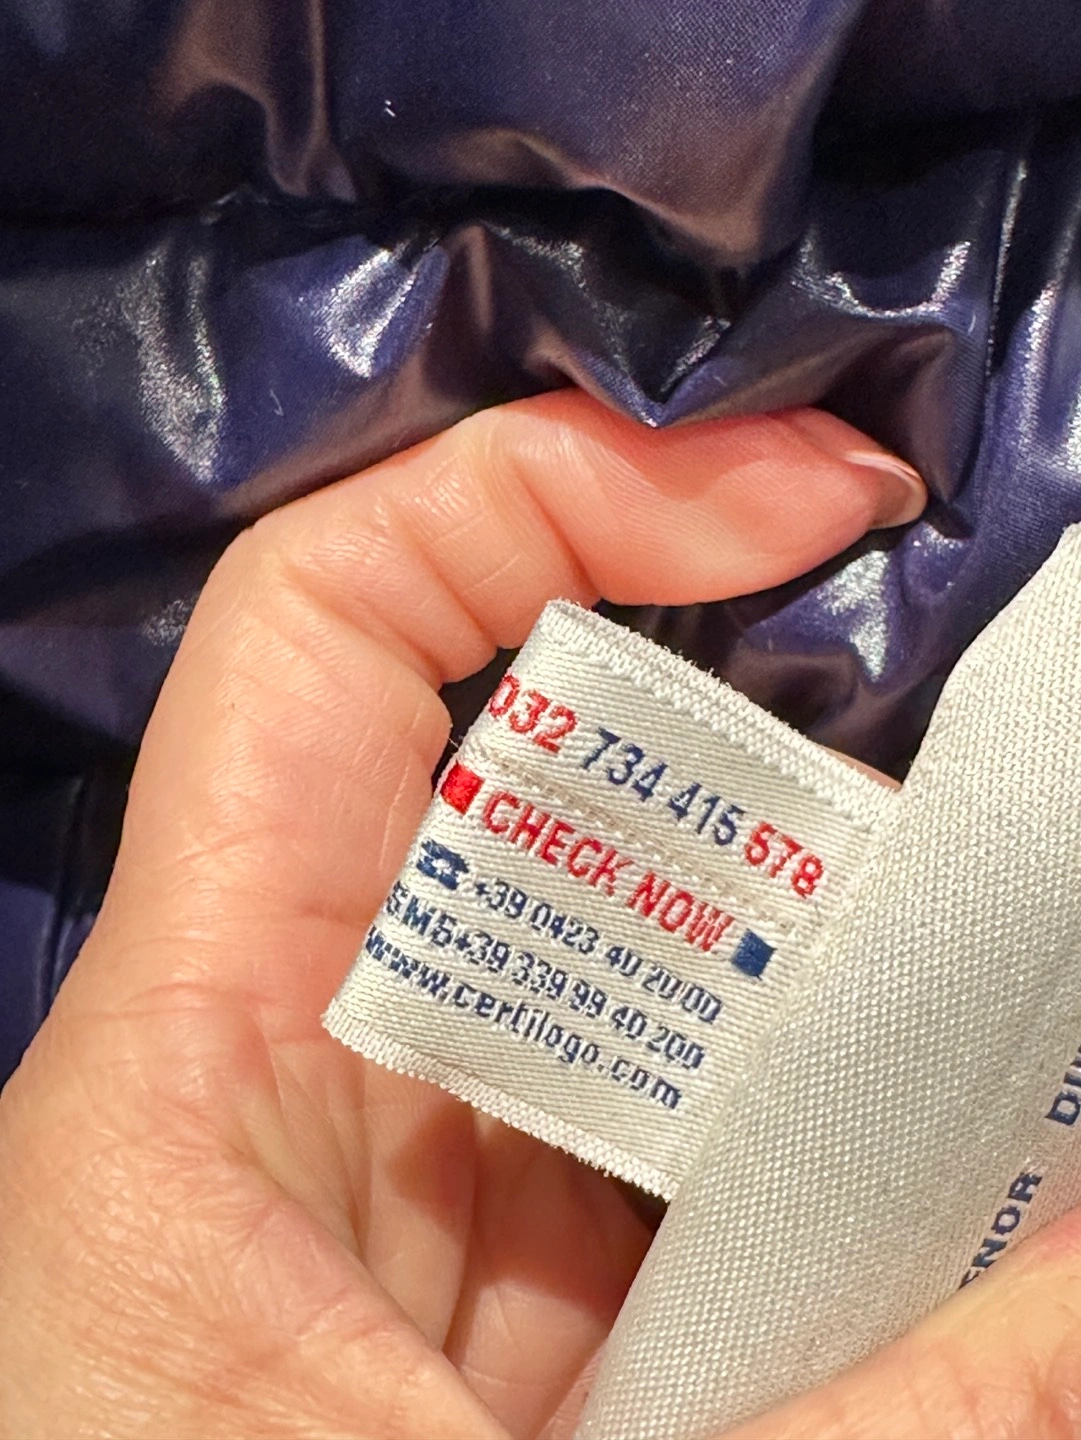 032 734 415 678
CHECK NOW
+39 0423 40 20 00
SMS+39 339 99 40 200
www.certilogo.com